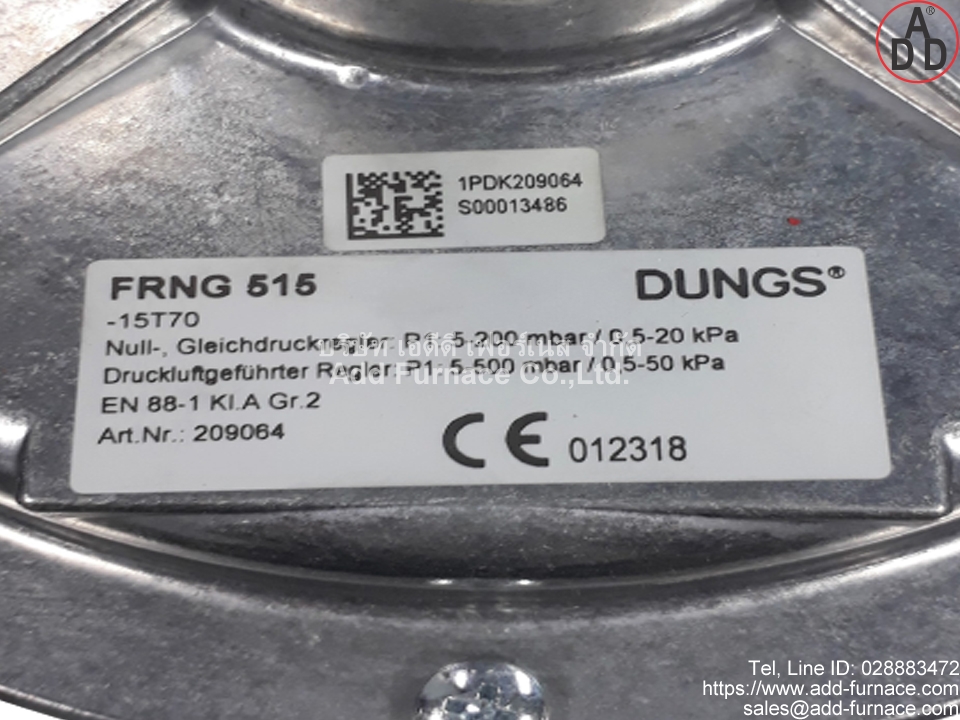 ADD®
1PDK209064
S00013486
FRNG 515
DUNGS®
-15T70
Null-, Gleichdruckregler: P1: 5-200 mbar / 0,5-20 kPa
บริษัท เอดีดี เฟอร์เนส จำกัด
Druckluftgeführter Regler: P1: 5-500 mbar / 0,5-50 kPa
Add Furnace Co.,Ltd.
EN 88-1 Kl.A Gr.2
Art.Nr.: 209064
CE 012318
Tel, Line ID: 028883472
https://www.add-furnace.com
sales@add-furnace.com